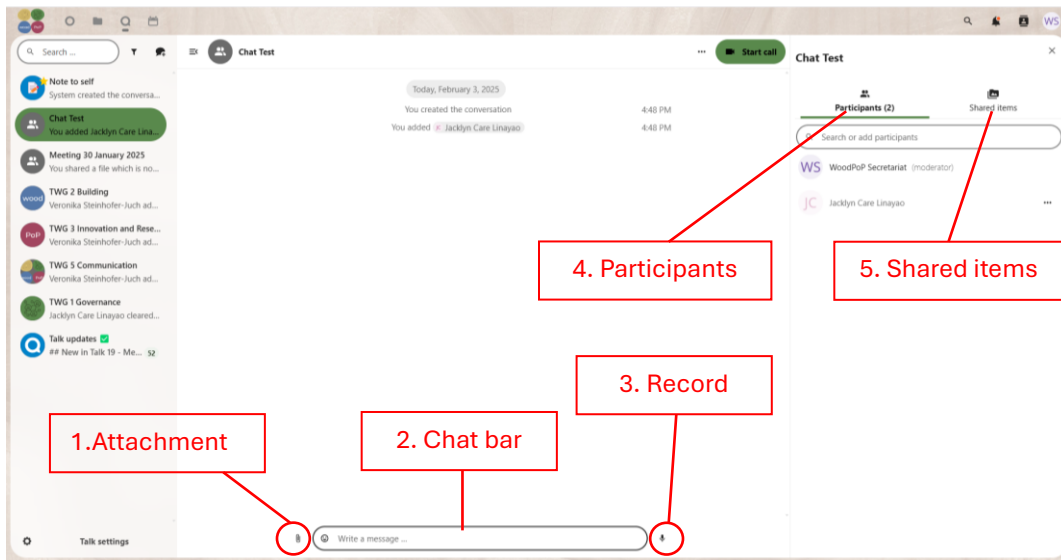 WS
Search ...
Note to self
System created the conversa...
Chat Test
You added Jacklyn Care Lina...
Meeting 30 January 2025
You shared a file which is no...
wood
TWG 2 Building
Veronika Steinhofer-Juch ad...
PoP
TWG 3 Innovation and Rese...
Veronika Steinhofer-Juch ad...
TWG 5 Communication
Veronika Steinhofer-Juch ad...
TWG 1 Governance
Jacklyn Care Linayao cleared...
Talk updates ✅
## New in Talk 19 - Me... 52
Talk settings
Chat Test
Start call
Today, February 3, 2025
You created the conversation 4:48 PM
You added Jacklyn Care Linayao 4:48 PM
Write a message ...
Chat Test
Participants (2)
Shared items
Search or add participants
WS WoodPoP Secretariat (moderator)
JC Jacklyn Care Linayao
1.Attachment
2. Chat bar
3. Record
4. Participants
5. Shared items